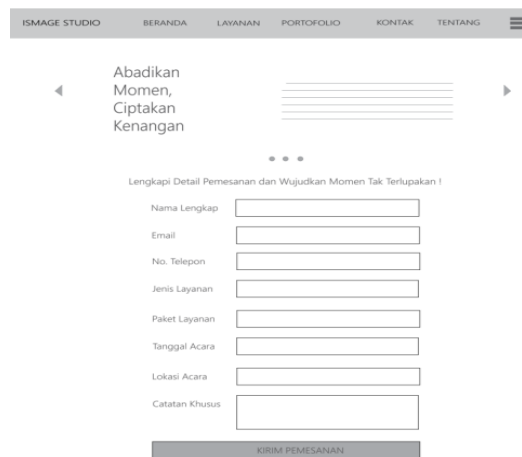 ISMAGE STUDIO BERANDA LAYANAN PORTOFOLIO KONTAK TENTANG
Abadikan
Momen,
Ciptakan
Kenangan
Lengkapi Detail Pemesanan dan Wujudkan Momen Tak Terlupakan !
Nama Lengkap
Email
No. Telepon
Jenis Layanan
Paket Layanan
Tanggal Acara
Lokasi Acara
Catatan Khusus
KIRIM PEMESANAN